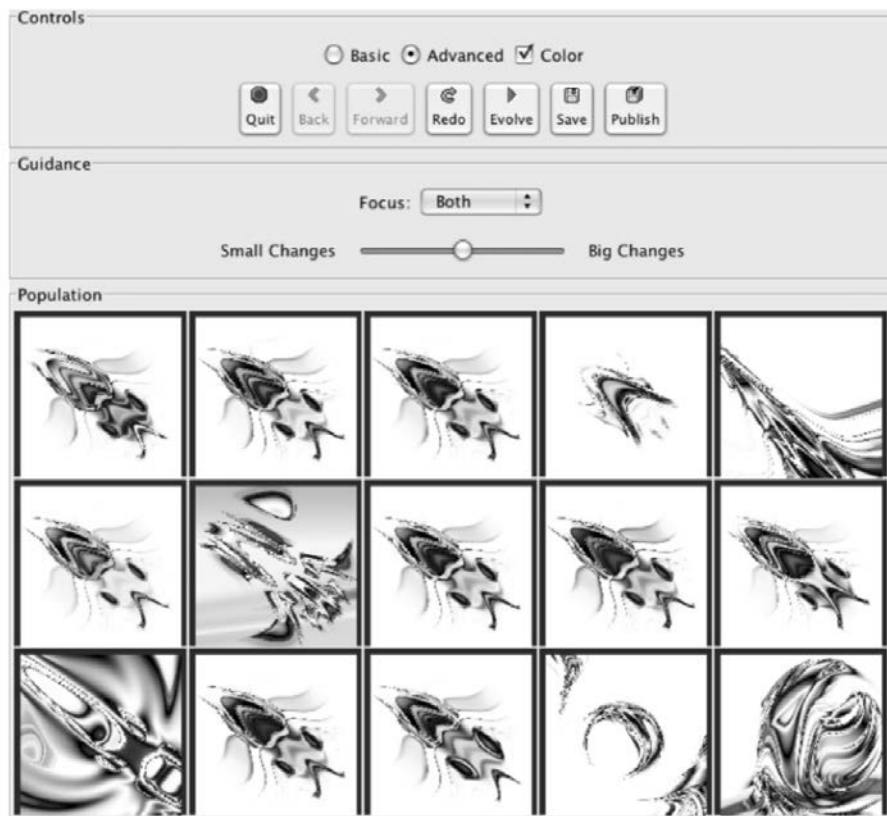 Controls
Basic Advanced Color
Quit Back Forward Redo Evolve Save Publish
Guidance
Focus: Both
Small Changes Big Changes
Population